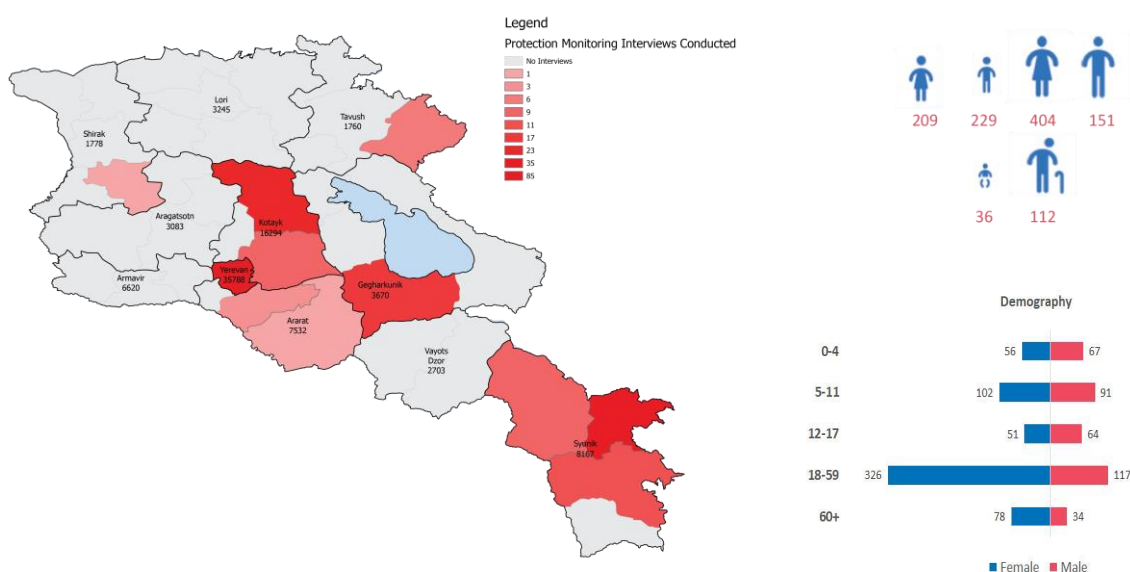 Legend
Protection Monitoring Interviews Conducted
No Interviews
1
3
6
9
11
17
23
35
85
Lori
3245
Tavush
1760
Shirak
1778
Aragatsotn
3083
Kotayk
16294
Yerevan
35788
Armavir
6620
Gegharkunik
3670
Ararat
7532
Vayots
Dzor
2703
Syunik
8167
209 229 404 151
36 112
Demography
0-4 56 67
5-11 102 91
12-17 51 64
18-59 326 117
60+ 78 34
Female Male